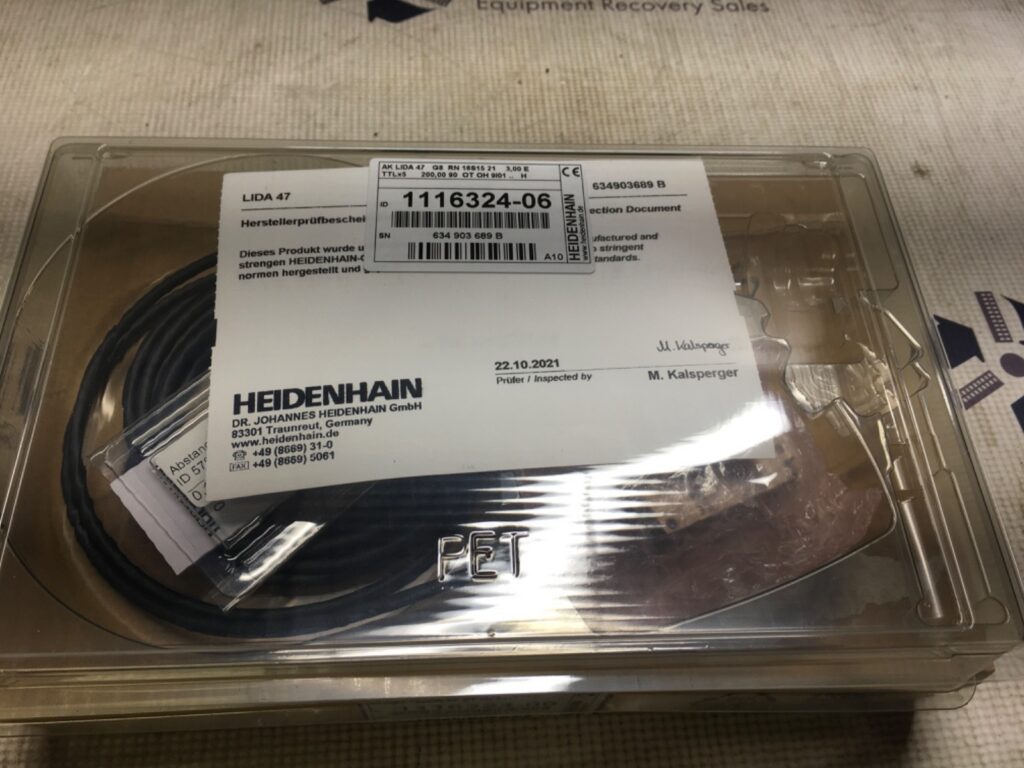 Equipment Recovery Sales
AK LIDA 47 G8 RN 16S15 21 3,00 E
TTLx5 200,00 90 OT OH 9I01 .. H
ID 1116324-06
SN 634 903 689 B
A10
CE
HEIDENHAIN
www.heidenhain.de
LIDA 47
634903689 B
Herstellerprüfbeschei
ection Document
Dieses Produkt wurde u
strengen HEIDENHAIN-
normen hergestellt und g
ufactured and
stringent
tandards.
M. Kalsperger
22.10.2021
Prüfer / Inspected by M. Kalsperger
HEIDENHAIN
DR. JOHANNES HEIDENHAIN GmbH
83301 Traunreut, Germany
www.heidenhain.de
+49 (8669) 31-0
FAX +49 (8669) 5061
Abstan
ID 57
PET